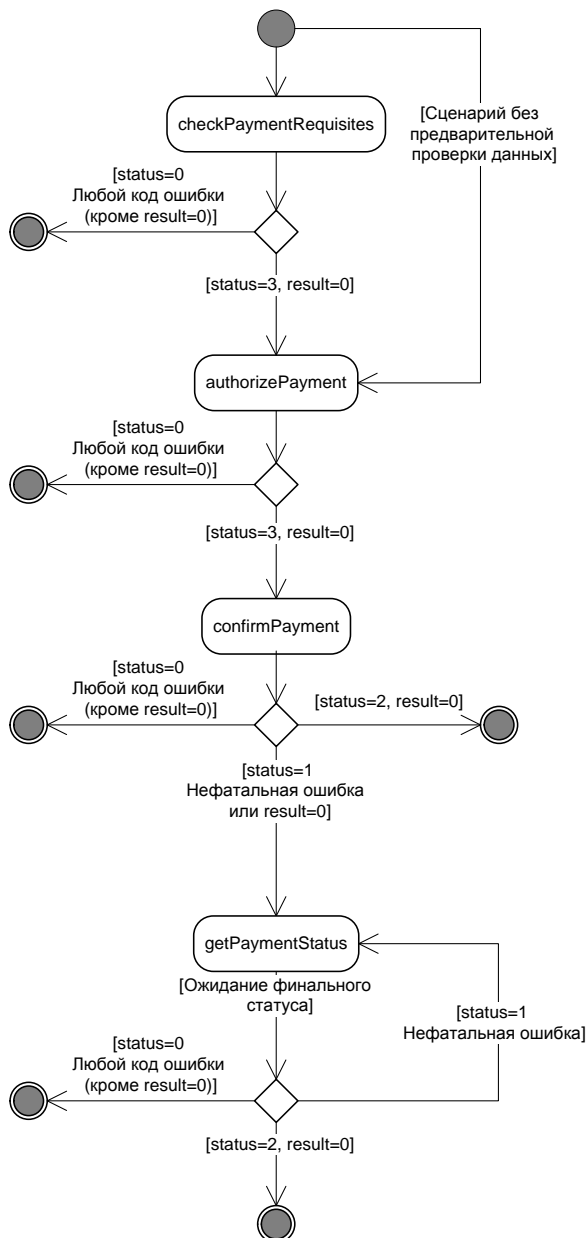 checkPaymentRequisites
[Сценарий без
предварительной
проверки данных]
[status=0
Любой код ошибки
(кроме result=0)]
[status=3, result=0]
authorizePayment
[status=0
Любой код ошибки
(кроме result=0)]
[status=3, result=0]
confirmPayment
[status=0
Любой код ошибки
(кроме result=0)]
[status=2, result=0]
[status=1
Нефатальная ошибка
или result=0]
getPaymentStatus
[Ожидание финального
статуса]
[status=1
Нефатальная ошибка]
[status=0
Любой код ошибки
(кроме result=0)]
[status=2, result=0]